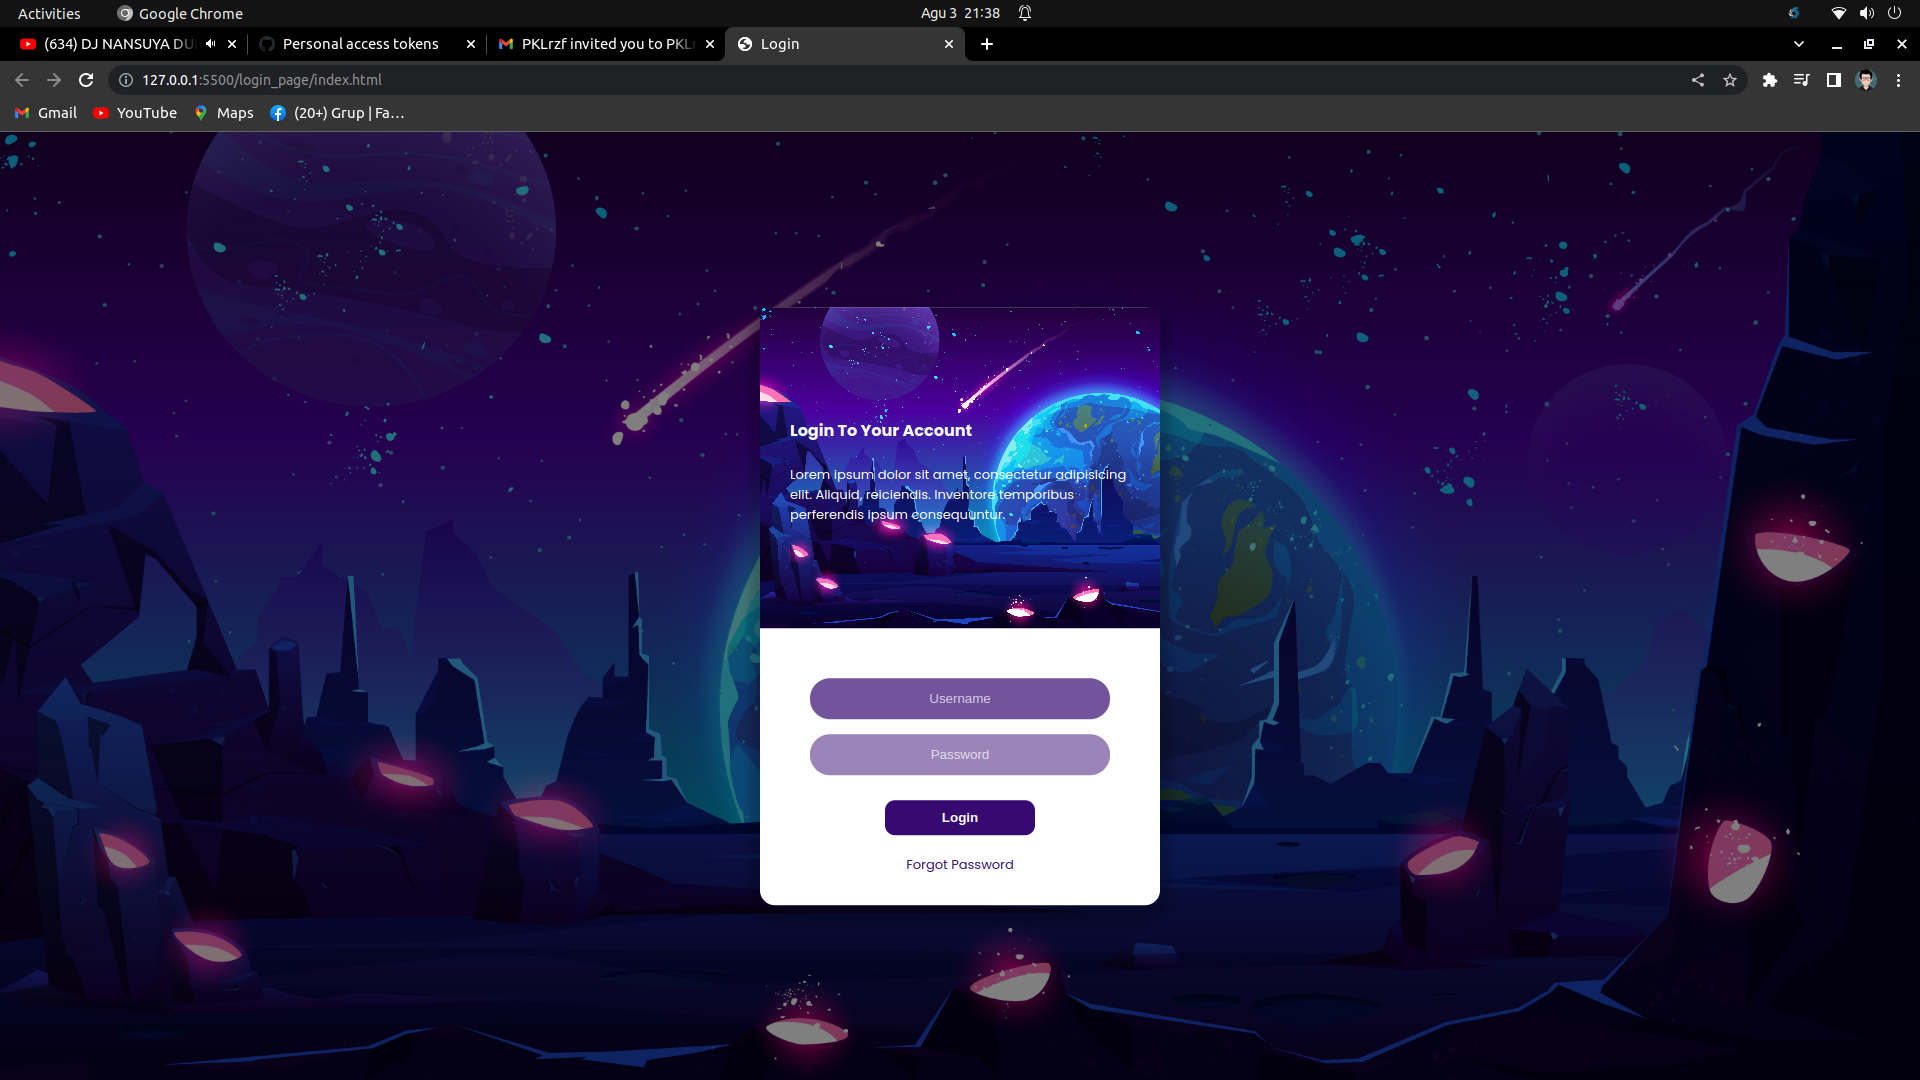 Activities
Google Chrome
Agu 3 21:38
(634) DJ NANSUYA DU
Personal access tokens
PKLrzf invited you to PKLr
Login
127.0.0.1:5500/login_page/index.html
Gmail
YouTube
Maps
(20+) Grup | Fa...
Login To Your Account
Lorem ipsum dolor sit amet, consectetur adipisicing
elit. Aliquid, reiciendis. Inventore temporibus
perferendis ipsum consequuntur.
Username
Password
Login
Forgot Password